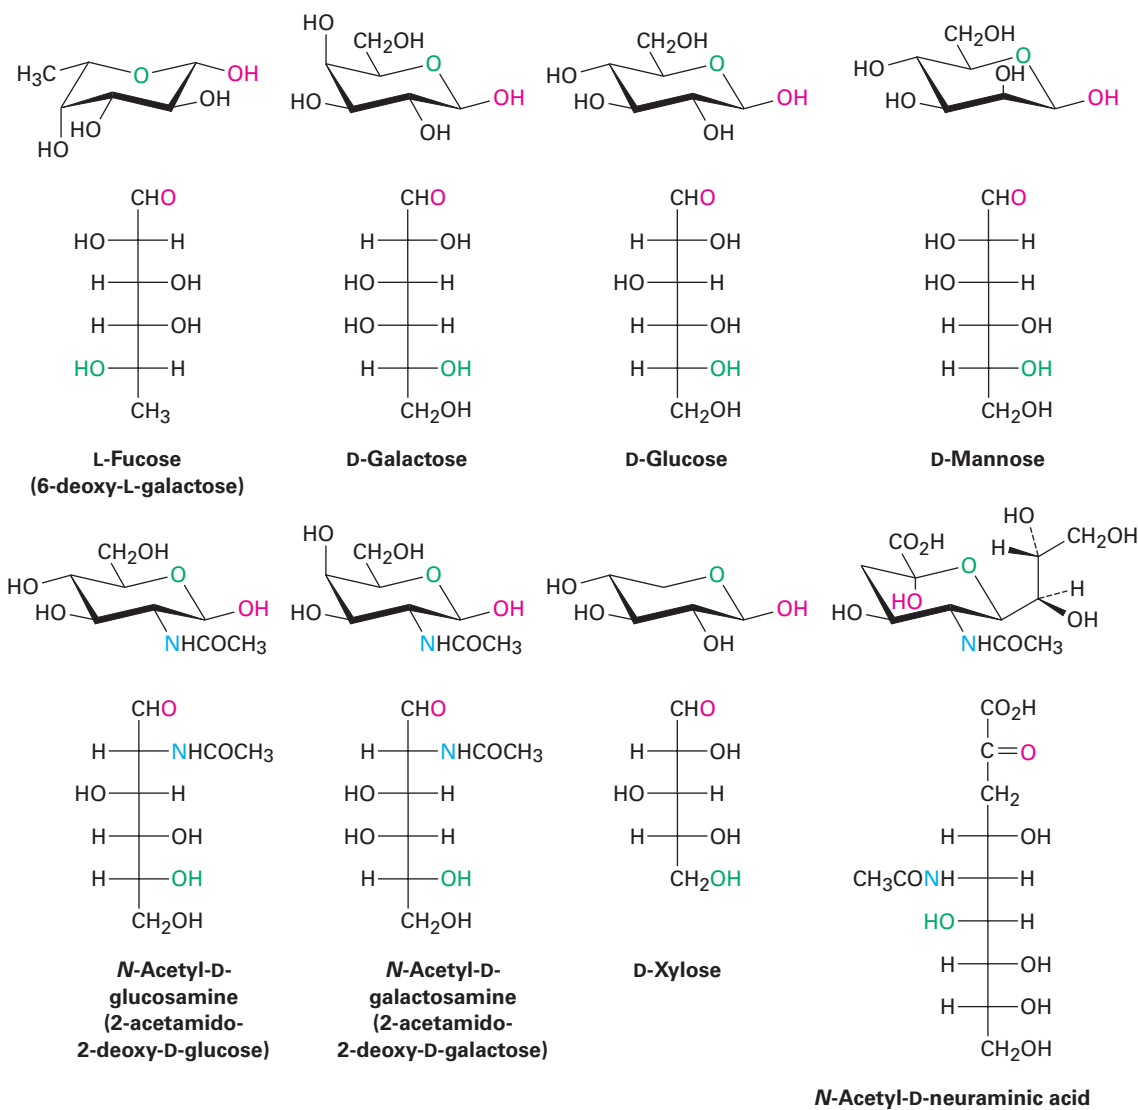 HO
CH₂OH
H₃C
O
OH
OH
HO
HO
CH₂OH
O
HO
OH
OH
CH₂OH
HO
O
HO
OH
OH
CH₂OH
HO
O
OH
HO
OH
CHO
HO H
H OH
H OH
HO H
CH₃
L-Fucose
(6-deoxy-L-galactose)
CHO
H OH
HO H
HO H
H OH
CH₂OH
D-Galactose
CHO
H OH
HO H
H OH
H OH
CH₂OH
D-Glucose
CHO
HO H
HO H
H OH
H OH
CH₂OH
D-Mannose
CH₂OH
HO
O
HO
OH
NHCOCH₃
HO
CH₂OH
O
HO
OH
NHCOCH₃
HO
O
HO
OH
OH
HO
CO₂H
H
CH₂OH
O
HO
H
HO
OH
NHCOCH₃
CHO
H NHCOCH₃
HO H
H OH
H OH
CH₂OH
N-Acetyl-D-
glucosamine
(2-acetamido-
2-deoxy-D-glucose)
CHO
H NHCOCH₃
HO H
HO H
H OH
CH₂OH
N-Acetyl-D-
galactosamine
(2-acetamido-
2-deoxy-D-galactose)
CHO
H OH
HO H
H OH
CH₂OH
D-Xylose
CO₂H
C=O
CH₂
H OH
CH₃CONH H
HO H
H OH
H OH
CH₂OH
N-Acetyl-D-neuraminic acid